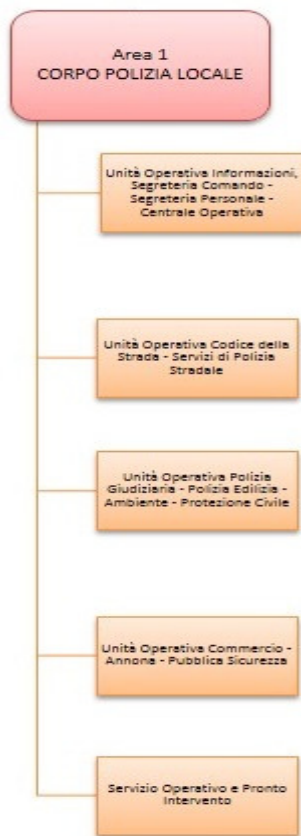 Area 1
CORPO POLIZIA LOCALE
Unità Operativa Informazioni,
Segreteria Comando -
Segreteria Personale -
Centrale Operativa
Unità Operativa Codice della
Strada - Servizi di Polizia
Stradale
Unità Operativa Polizia
Giudiziaria - Polizia Edilizia -
Ambiente - Protezione Civile
Unità Operativa Commercio -
Annona - Pubblica Sicurezza
Servizio Operativo e Pronto
Intervento